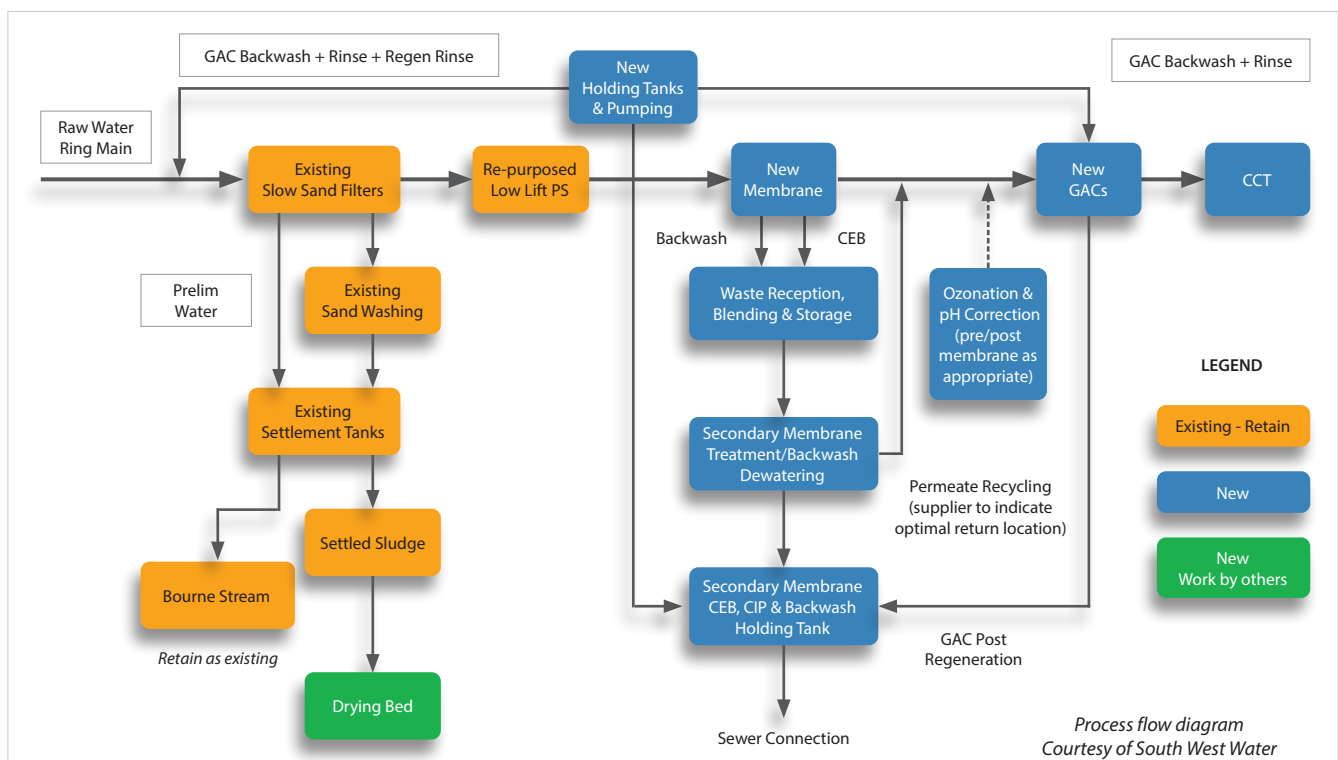 GAC Backwash + Rinse + Regen Rinse
New
Holding Tanks
& Pumping
GAC Backwash + Rinse
Raw Water
Ring Main
Existing
Slow Sand Filters
Re-purposed
Low Lift PS
New
Membrane
New
GACs
CCT
Backwash
CEB
Prelim
Water
Existing
Sand Washing
Waste Reception,
Blending & Storage
Ozonation &
pH Correction
(pre/post
membrane as
appropriate)
LEGEND
Existing
Settlement Tanks
Existing - Retain
Secondary Membrane
Treatment/Backwash
Dewatering
Permeate Recycling
(supplier to indicate
optimal return location)
New
Settled Sludge
New
Work by others
Bourne Stream
Retain as existing
Secondary Membrane
CEB, CIP & Backwash
Holding Tank
GAC Post
Regeneration
Drying Bed
Sewer Connection
Process flow diagram
Courtesy of South West Water